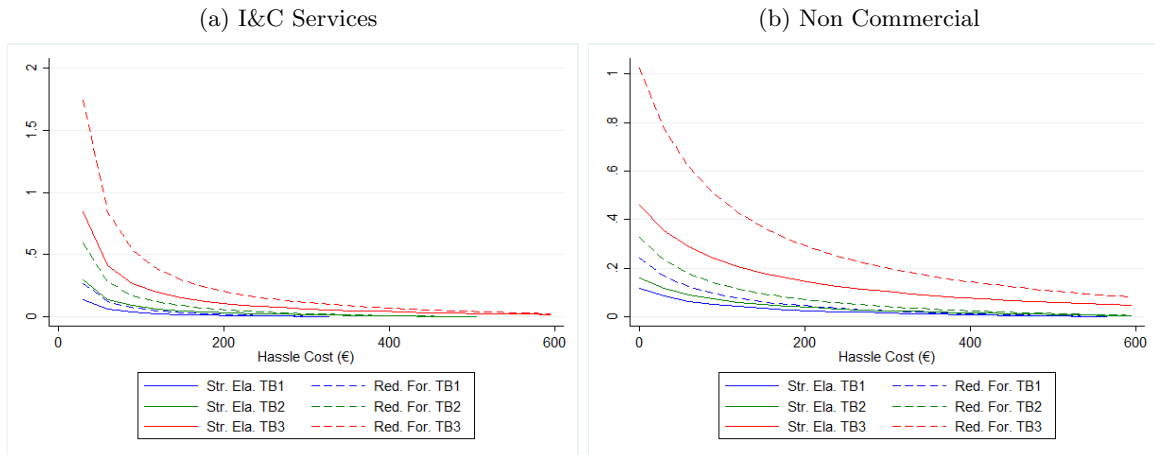 (a) I&C Services
2
1.5
1
.5
0
0 200 400 600
Hassle Cost (€)
Str. Ela. TB1 Red. For. TB1
Str. Ela. TB2 Red. For. TB2
Str. Ela. TB3 Red. For. TB3
(b) Non Commercial
1
.8
.6
.4
.2
0
0 200 400 600
Hassle Cost (€)
Str. Ela. TB1 Red. For. TB1
Str. Ela. TB2 Red. For. TB2
Str. Ela. TB3 Red. For. TB3